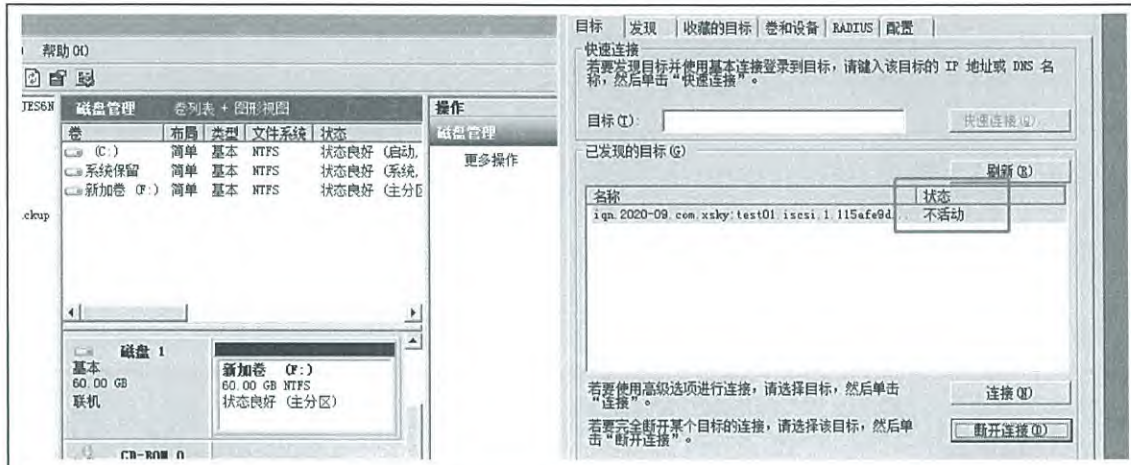 帮助(H)
JES6N
磁盘管理 卷列表 + 图形视图
操作
卷 布局 类型 文件系统 状态
(C:) 简单 基本 NTFS 状态良好 (启动,
系统保留 简单 基本 NTFS 状态良好 (系统,
新加卷 (F:) 简单 基本 NTFS 状态良好 (主分区
磁盘管理
更多操作
ckup
磁盘 1
基本
60.00 GB
联机
新加卷 (F:)
60.00 GB NTFS
状态良好 (主分区)
CD-ROM 0
目标 发现 收藏的目标 卷和设备 RADIUS 配置
快速连接
若要发现目标并使用基本连接登录到目标，请键入该目标的 IP 地址或 DNS 名
称，然后单击“快速连接”。
目标(T):
快速连接(Q)...
已发现的目标(G)
刷新(R)
名称 状态
iqn.2020-09.com.xsky:test01.iscsi.1.115afe9d... 不活动
若要使用高级选项进行连接，请选择目标，然后单击
“连接”。
连接(N)
若要完全断开某个目标的连接，请选择该目标，然后单
击“断开连接”。
断开连接(D)